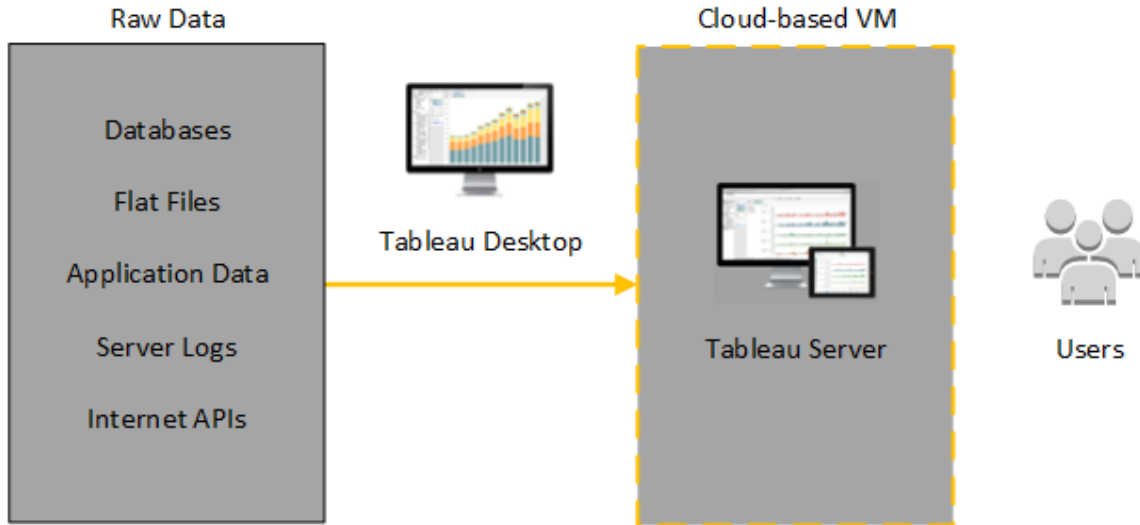 Raw Data
Databases
Flat Files
Application Data
Server Logs
Internet APIs
Tableau Desktop
Cloud-based VM
Tableau Server
Users